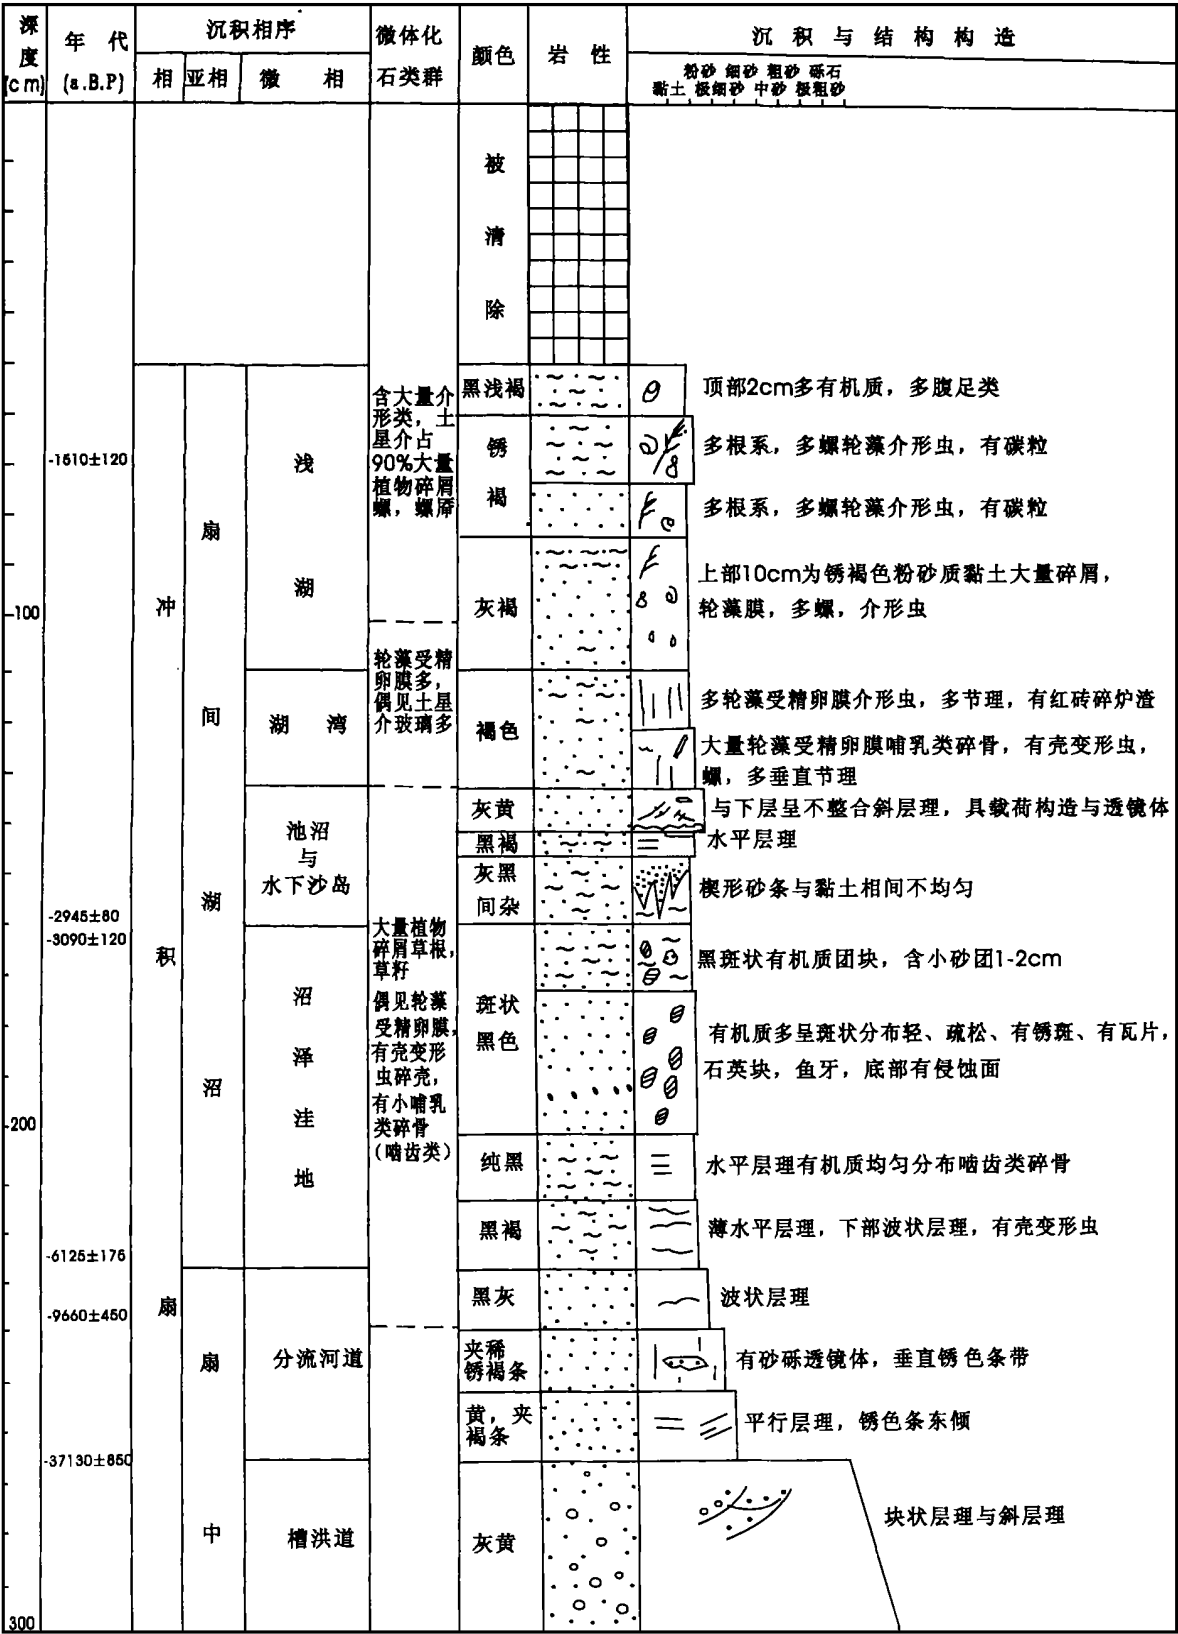 深度(cm)
年 代
(a.B.P)
沉积相序
相
亚相
微 相
微体化
石类群
颜色
岩 性
沉 积 与 结 构 构 造
粉砂 细砂 粗砂 砾石
黏土 极细砂 中砂 极粗砂
被
清
除
黑浅褐
顶部2cm多有机质，多腹足类
含大量介
形类，土
星介占
90%大量
植物碎屑
螺，螺厣
-1510±120
浅
湖
锈
褐
多根系，多螺轮藻介形虫，有碳粒
多根系，多螺轮藻介形虫，有碳粒
灰褐
上部10cm为锈褐色粉砂质黏土大量碎屑，
轮藻膜，多螺，介形虫
100
冲
积
扇
扇
间
湖
沼
轮藻受精
卵膜多，
偶见土星
介玻璃多
湖 湾
褐色
多轮藻受精卵膜介形虫，多节理，有红砖碎炉渣
大量轮藻受精卵膜哺乳类碎骨，有壳变形虫，
螺，多垂直节理
池沼
与
水下沙岛
灰黄
与下层呈不整合斜层理，具载荷构造与透镜体
黑褐
水平层理
灰黑
间杂
楔形砂条与黏土相间不均匀
-2945±80
-3090±120
大量植物
碎屑草根，
草籽
偶见轮藻
受精卵膜，
有壳变形
虫碎壳，
有小哺乳
类碎骨
（啮齿类）
沼
泽
洼
地
斑状
黑色
黑斑状有机质团块，含小砂团1-2cm
有机质多呈斑状分布轻、疏松、有锈斑、有瓦片，
石英块，鱼牙，底部有侵蚀面
200
纯黑
水平层理有机质均匀分布啮齿类碎骨
黑褐
薄水平层理，下部波状层理，有壳变形虫
-6125±175
黑灰
波状层理
-9660±450
扇
中
分流河道
夹稀
锈褐条
有砂砾透镜体，垂直锈色条带
黄，夹
褐条
平行层理，锈色条东倾
-37130±850
槽洪道
灰黄
块状层理与斜层理
300